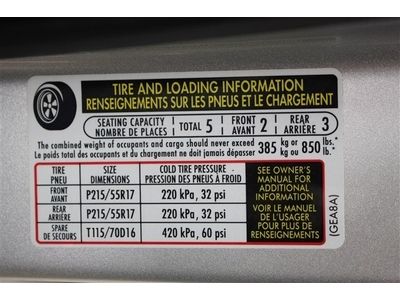 TIRE AND LOADING INFORMATION
RENSEIGNEMENTS SUR LES PNEUS ET LE CHARGEMENT
SEATING CAPACITY
NOMBRE DE PLACES
TOTAL 5
FRONT
AVANT 2
REAR
ARRIÈRE 3
The combined weight of occupants and cargo should never exceed
Le poids total des occupants et du chargement ne doit jamais dépasser
385 kg or ou 850 lbs. lb.
TIRE
PNEU
SIZE
DIMENSIONS
COLD TIRE PRESSURE
PRESSION DES PNEUS À FROID
FRONT
AVANT
P215/55R17
220 kPa, 32 psi
REAR
ARRIÈRE
P215/55R17
220 kPa, 32 psi
SPARE
DE SECOURS
T115/70D16
420 kPa, 60 psi
SEE OWNER'S
MANUAL FOR
ADDITIONAL
INFORMATION
VOIR LE MANUEL
DE L'USAGER
POUR PLUS DE
RENSEIGNEMENTS
(GEA8A)